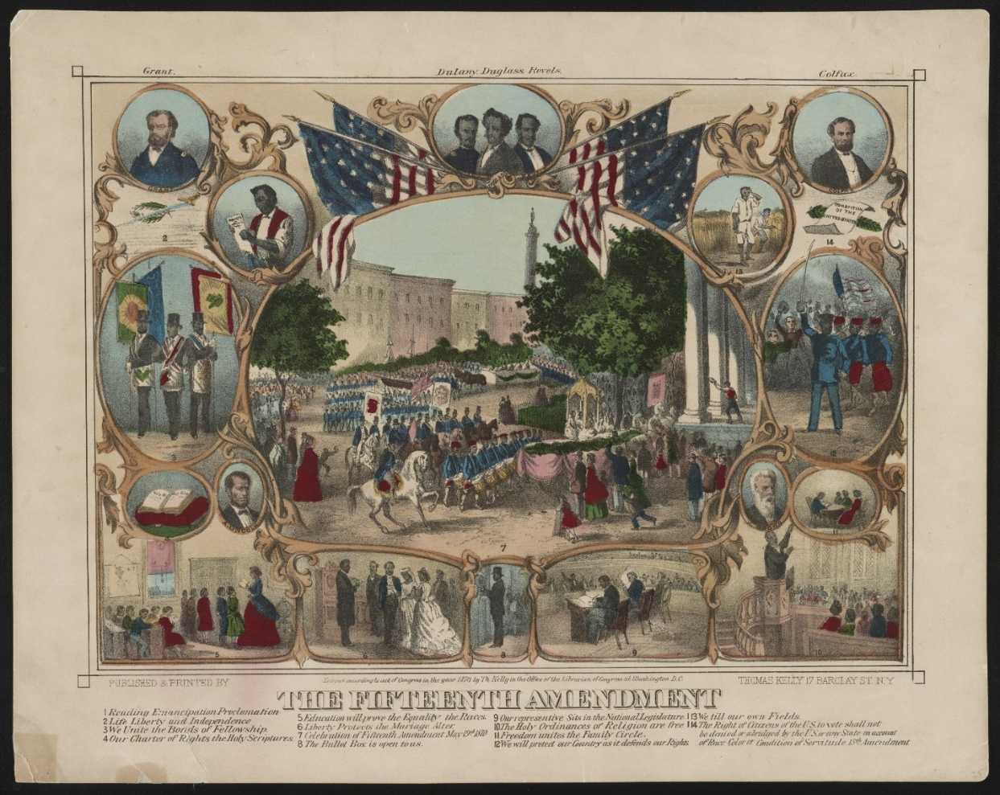 Grant.
Dulany. Duglass. Revels.
Colfax
CONSTITUTION
OF THE
UNITED STATES
2
14
13
3
12
7
11
5
6
8
9
10
PUBLISHED & PRINTED BY
Entered according to act of Congress in the year 1870 by Th. Kelly in the Office of the Librarian of Congress at Washington D.C.
THOMAS KELLY 17 BARCLAY ST. N.Y.
THE FIFTEENTH AMENDMENT
1 Reading Emancipation Proclamation
2 Life Liberty and Independence
3 We Unite the Bonds of Fellowship.
4 Our Charter of Rights the Holy Scriptures.
5 Education will prove the Equality the Races.
6 Liberty Protects the Mariage Alter
7 Celebration of Fifteenth Amendment May 19th 1870
8 The Ballot Box is open to us.
9 Our representive Sits in the National Legislature
10 The Holy Ordinances of Religion are free
11 Freedom unites the Family Circle.
12 We will protect our Country as it defends our Rights.
13 We till our own Fields.
14 The Right of Citizens of the U.S. to vote shall not
be denied or abridged by the U.S. or any State on account
of Race Color or Condition of Servitude 15th Amendment